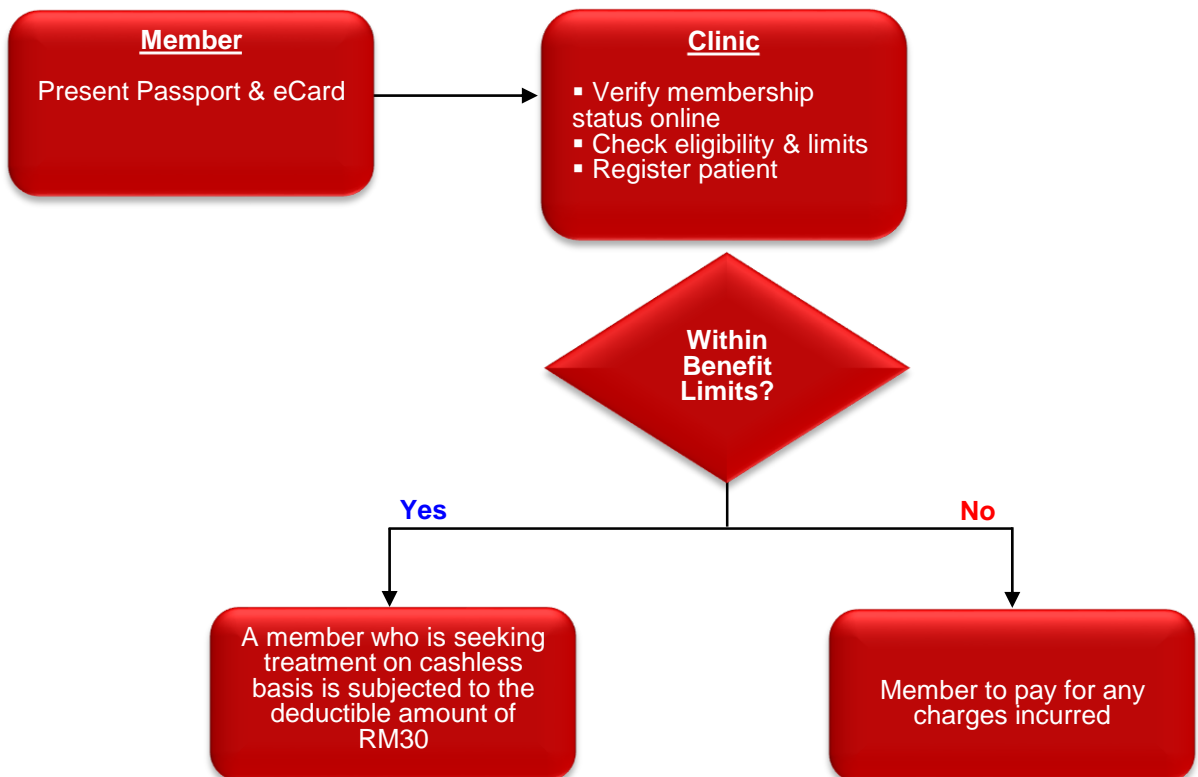 Member
Present Passport & eCard
Clinic
▪ Verify membership
status online
▪ Check eligibility & limits
▪ Register patient
Within
Benefit
Limits?
Yes
No
A member who is seeking
treatment on cashless
basis is subjected to the
deductible amount of
RM30
Member to pay for any
charges incurred